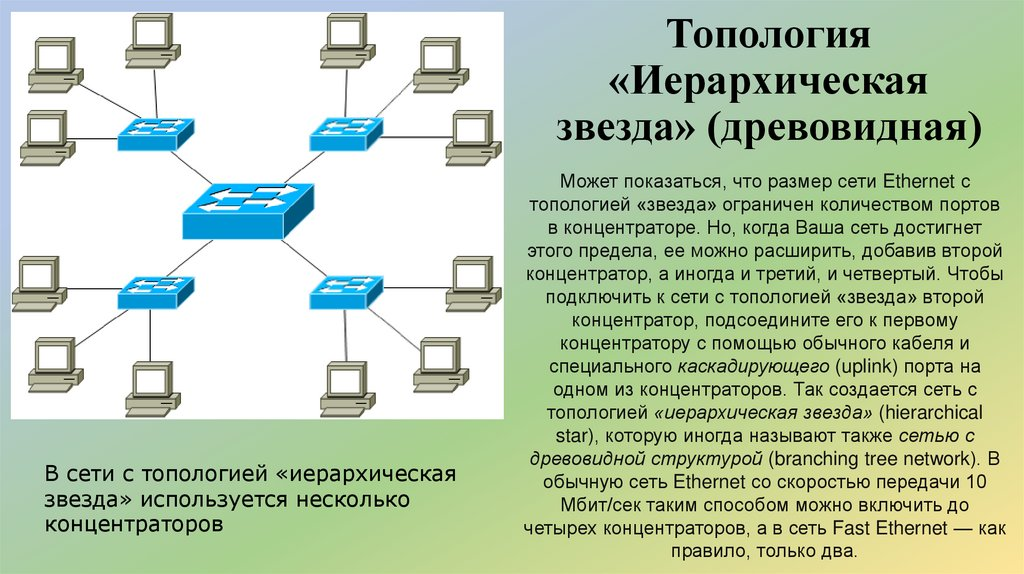 Топология
«Иерархическая
звезда» (древовидная)
Может показаться, что размер сети Ethernet с
топологией «звезда» ограничен количеством портов
в концентраторе. Но, когда Ваша сеть достигнет
этого предела, ее можно расширить, добавив второй
концентратор, а иногда и третий, и четвертый. Чтобы
подключить к сети с топологией «звезда» второй
концентратор, подсоедините его к первому
концентратору с помощью обычного кабеля и
специального каскадирующего (uplink) порта на
одном из концентраторов. Так создается сеть с
топологией «иерархическая звезда» (hierarchical
star), которую иногда называют также сетью с
древовидной структурой (branching tree network). В
обычную сеть Ethernet со скоростью передачи 10
Мбит/сек таким способом можно включить до
четырех концентраторов, а в сеть Fast Ethernet — как
правило, только два.
В сети с топологией «иерархическая
звезда» используется несколько
концентраторов